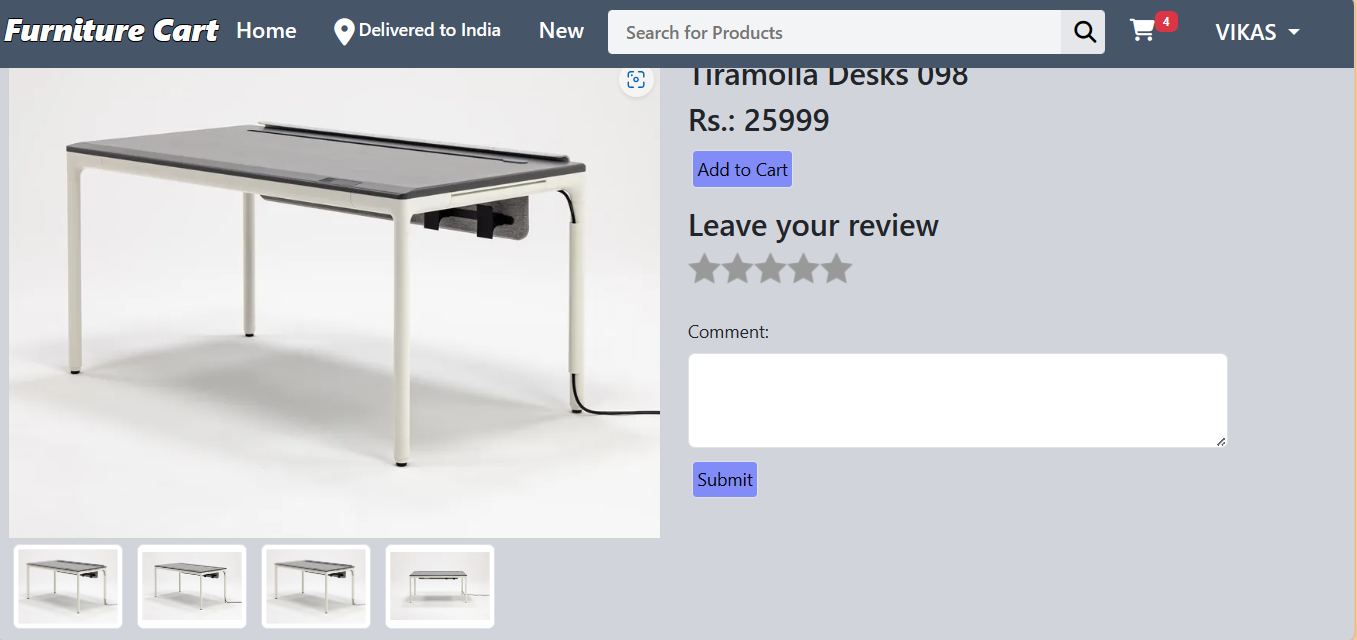 Furniture Cart Home Delivered to India New Search for Products 4 VIKAS
Tiramolla Desks 098
Rs.: 25999
Add to Cart
Leave your review
Comment:
Submit